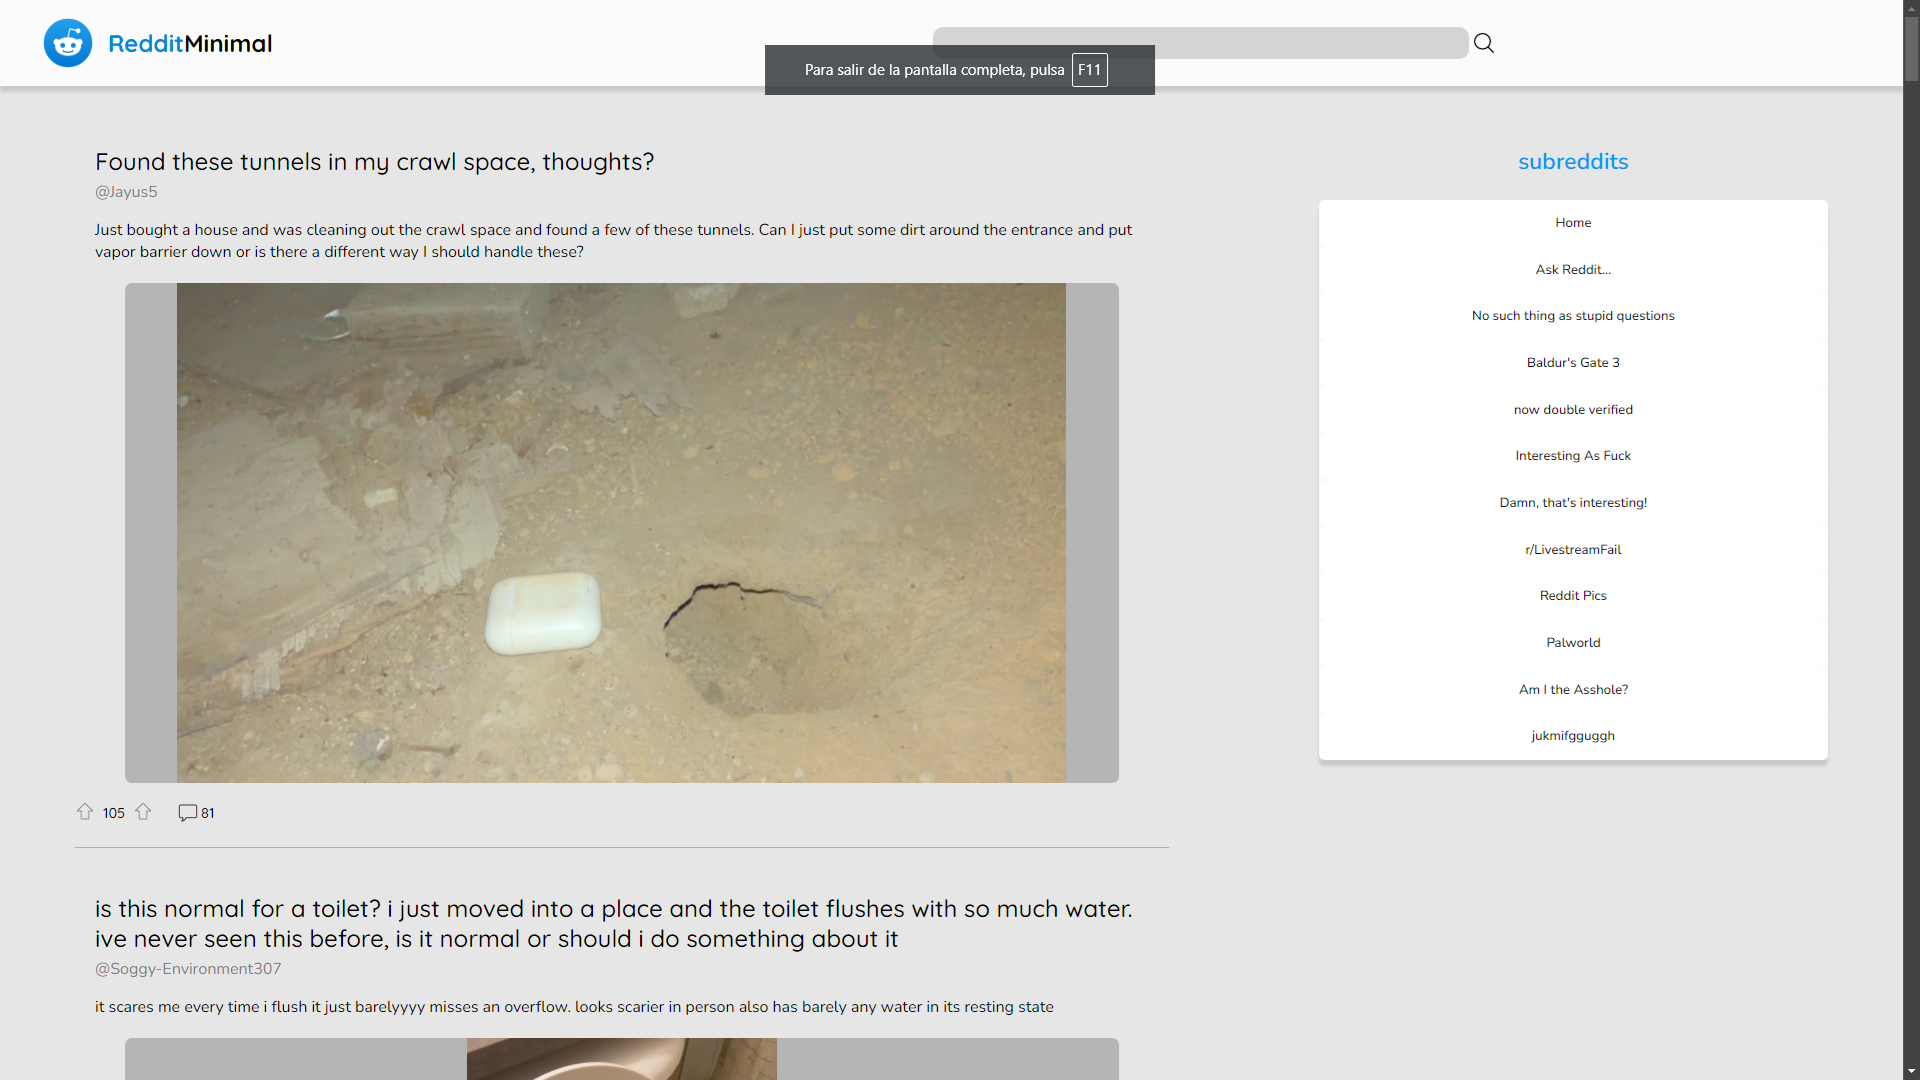 RedditMinimal
Para salir de la pantalla completa, pulsa F11
Found these tunnels in my crawl space, thoughts?
@Jayus5
Just bought a house and was cleaning out the crawl space and found a few of these tunnels. Can I just put some dirt around the entrance and put
vapor barrier down or is there a different way I should handle these?
105 81
is this normal for a toilet? i just moved into a place and the toilet flushes with so much water.
ive never seen this before, is it normal or should i do something about it
@Soggy-Environment307
it scares me every time i flush it just barelyyyy misses an overflow. looks scarier in person also has barely any water in its resting state
subreddits
Home
Ask Reddit...
No such thing as stupid questions
Baldur's Gate 3
now double verified
Interesting As Fuck
Damn, that's interesting!
r/LivestreamFail
Reddit Pics
Palworld
Am I the Asshole?
jukmifgguggh